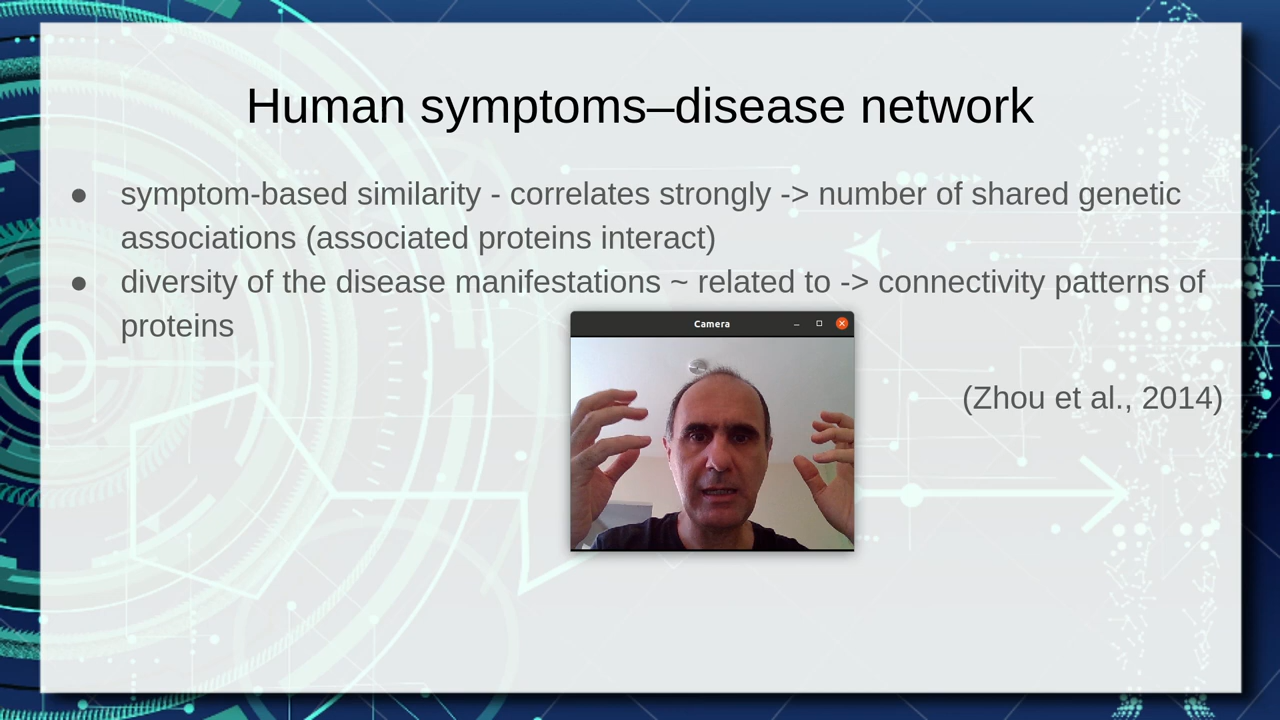 Human symptoms–disease network
● symptom-based similarity - correlates strongly -> number of shared genetic
associations (associated proteins interact)
● diversity of the disease manifestations ~ related to -> connectivity patterns of
proteins
Camera
(Zhou et al., 2014)